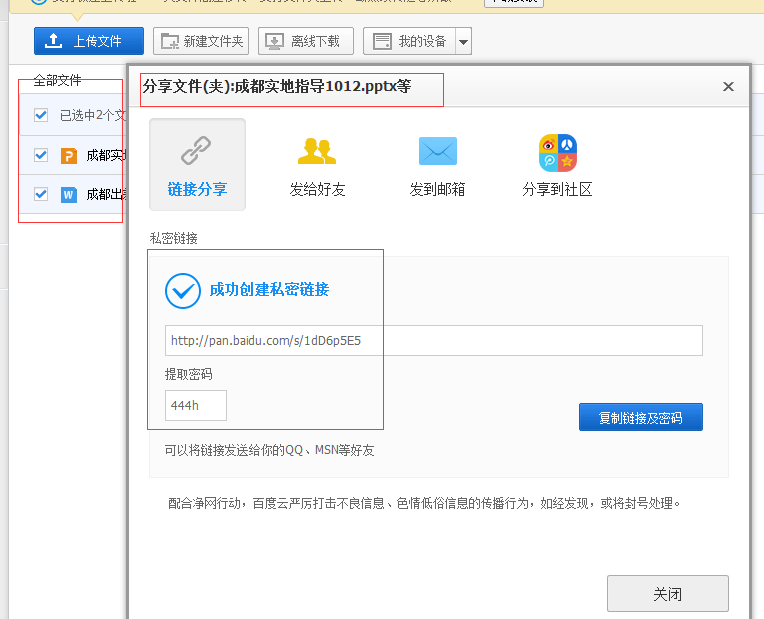 上传文件
新建文件夹
离线下载
我的设备
全部文件
已选中2个文
成都实
成都出
分享文件(夹):成都实地指导1012.pptx等
链接分享
发给好友
发到邮箱
分享到社区
私密链接
成功创建私密链接
http://pan.baidu.com/s/1dD6p5E5
提取密码
444h
复制链接及密码
可以将链接发送给你的QQ、MSN等好友
配合净网行动，百度云严厉打击不良信息、色情低俗信息的传播行为，如经发现，或将封号处理。
关闭